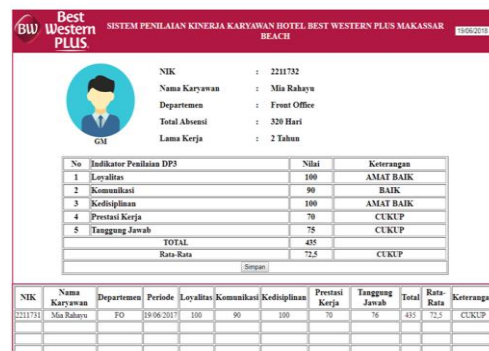 BW
Best
Western
PLUS.
SISTEM PENILAIAN KINERJA KARYAWAN HOTEL BEST WESTERN PLUS MAKASSAR
BEACH
19/06/2018
NIK : 2211732
Nama Karyawan : Mia Rahayu
Departemen : Front Office
Total Absensi : 320 Hari
Lama Kerja : 2 Tahun
GM
No Indikator Penilaian DP3 Nilai Keterangan
1 Loyalitas 100 AMAT BAIK
2 Komunikasi 90 BAIK
3 Kedisiplinan 100 AMAT BAIK
4 Prestasi Kerja 70 CUKUP
5 Tanggung Jawab 75 CUKUP
TOTAL 435
Rata-Rata 72,5 CUKUP
Simpan
NIK Nama Karyawan Departemen Periode Loyalitas Komunikasi Kedisiplinan Prestasi Kerja Tanggung Jawab Total Rata-Rata Keteranga
2211731 Mia Rahayu FO 19/06/2017 100 90 100 70 76 435 72,5 CUKUP